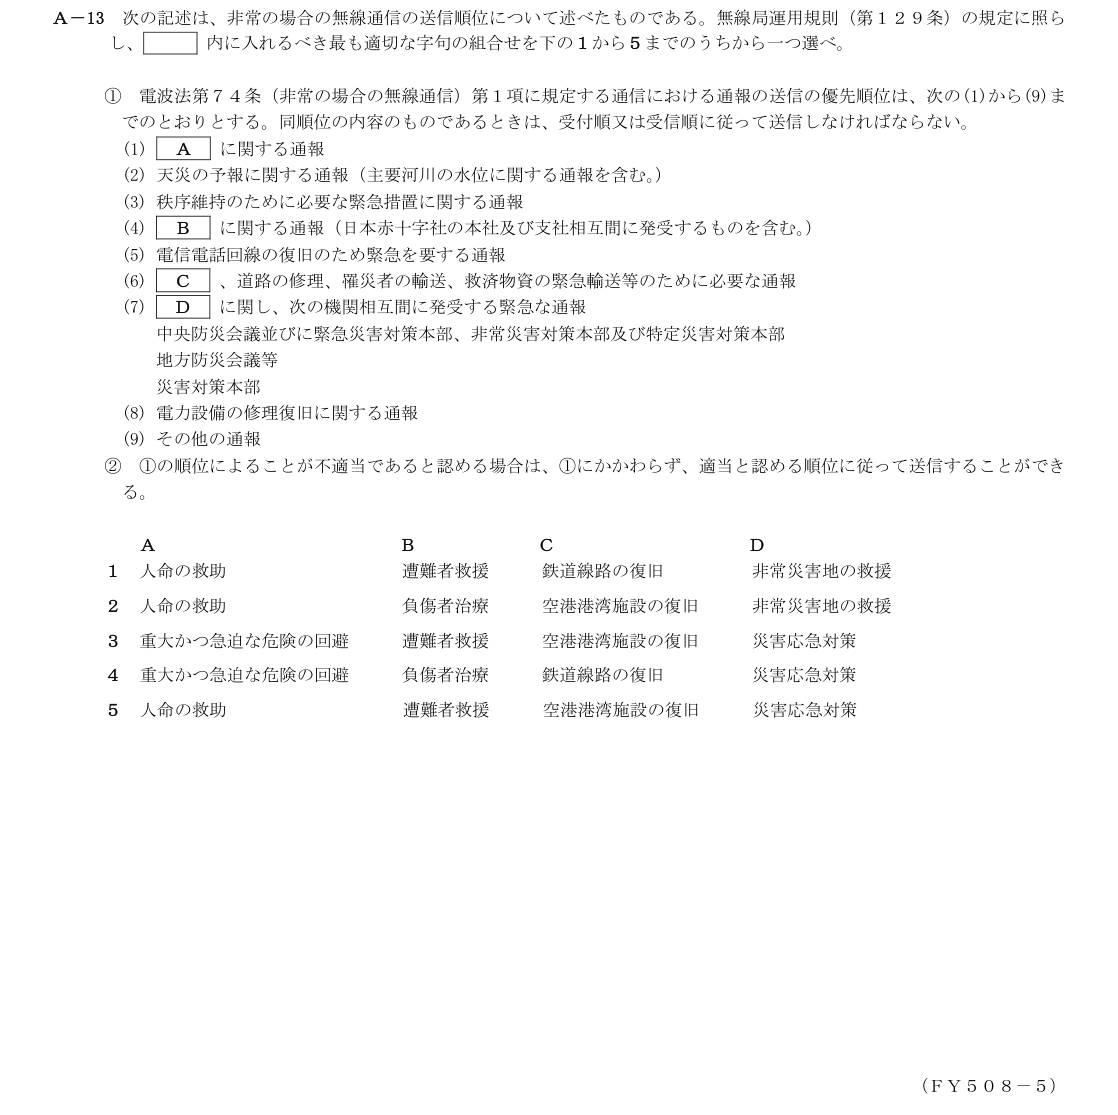 A－13　次の記述は、非常の場合の無線通信の送信順位について述べたものである。無線局運用規則（第１２９条）の規定に照ら
し、　　　内に入れるべき最も適切な字句の組合せを下の1から5までのうちから一つ選べ。
①　電波法第７４条（非常の場合の無線通信）第１項に規定する通信における通報の送信の優先順位は、次の(1)から(9)ま
でのとおりとする。同順位の内容のものであるときは、受付順又は受信順に従って送信しなければならない。
(1) A に関する通報
(2) 天災の予報に関する通報（主要河川の水位に関する通報を含む。）
(3) 秩序維持のために必要な緊急措置に関する通報
(4) B に関する通報（日本赤十字社の本社及び支社相互間に発受するものを含む。）
(5) 電信電話回線の復旧のため緊急を要する通報
(6) C 、道路の修理、罹災者の輸送、救済物資の緊急輸送等のために必要な通報
(7) D に関し、次の機関相互間に発受する緊急な通報
中央防災会議並びに緊急災害対策本部、非常災害対策本部及び特定災害対策本部
地方防災会議等
災害対策本部
(8) 電力設備の修理復旧に関する通報
(9) その他の通報
②　①の順位によることが不適当であると認める場合は、①にかかわらず、適当と認める順位に従って送信することができ
る。
A B C D
1 人命の救助 遭難者救援 鉄道線路の復旧 非常災害地の救援
2 人命の救助 負傷者治療 空港港湾施設の復旧 非常災害地の救援
3 重大かつ急迫な危険の回避 遭難者救援 空港港湾施設の復旧 災害応急対策
4 重大かつ急迫な危険の回避 負傷者治療 鉄道線路の復旧 災害応急対策
5 人命の救助 遭難者救援 空港港湾施設の復旧 災害応急対策
（ＦＹ５０８－５）